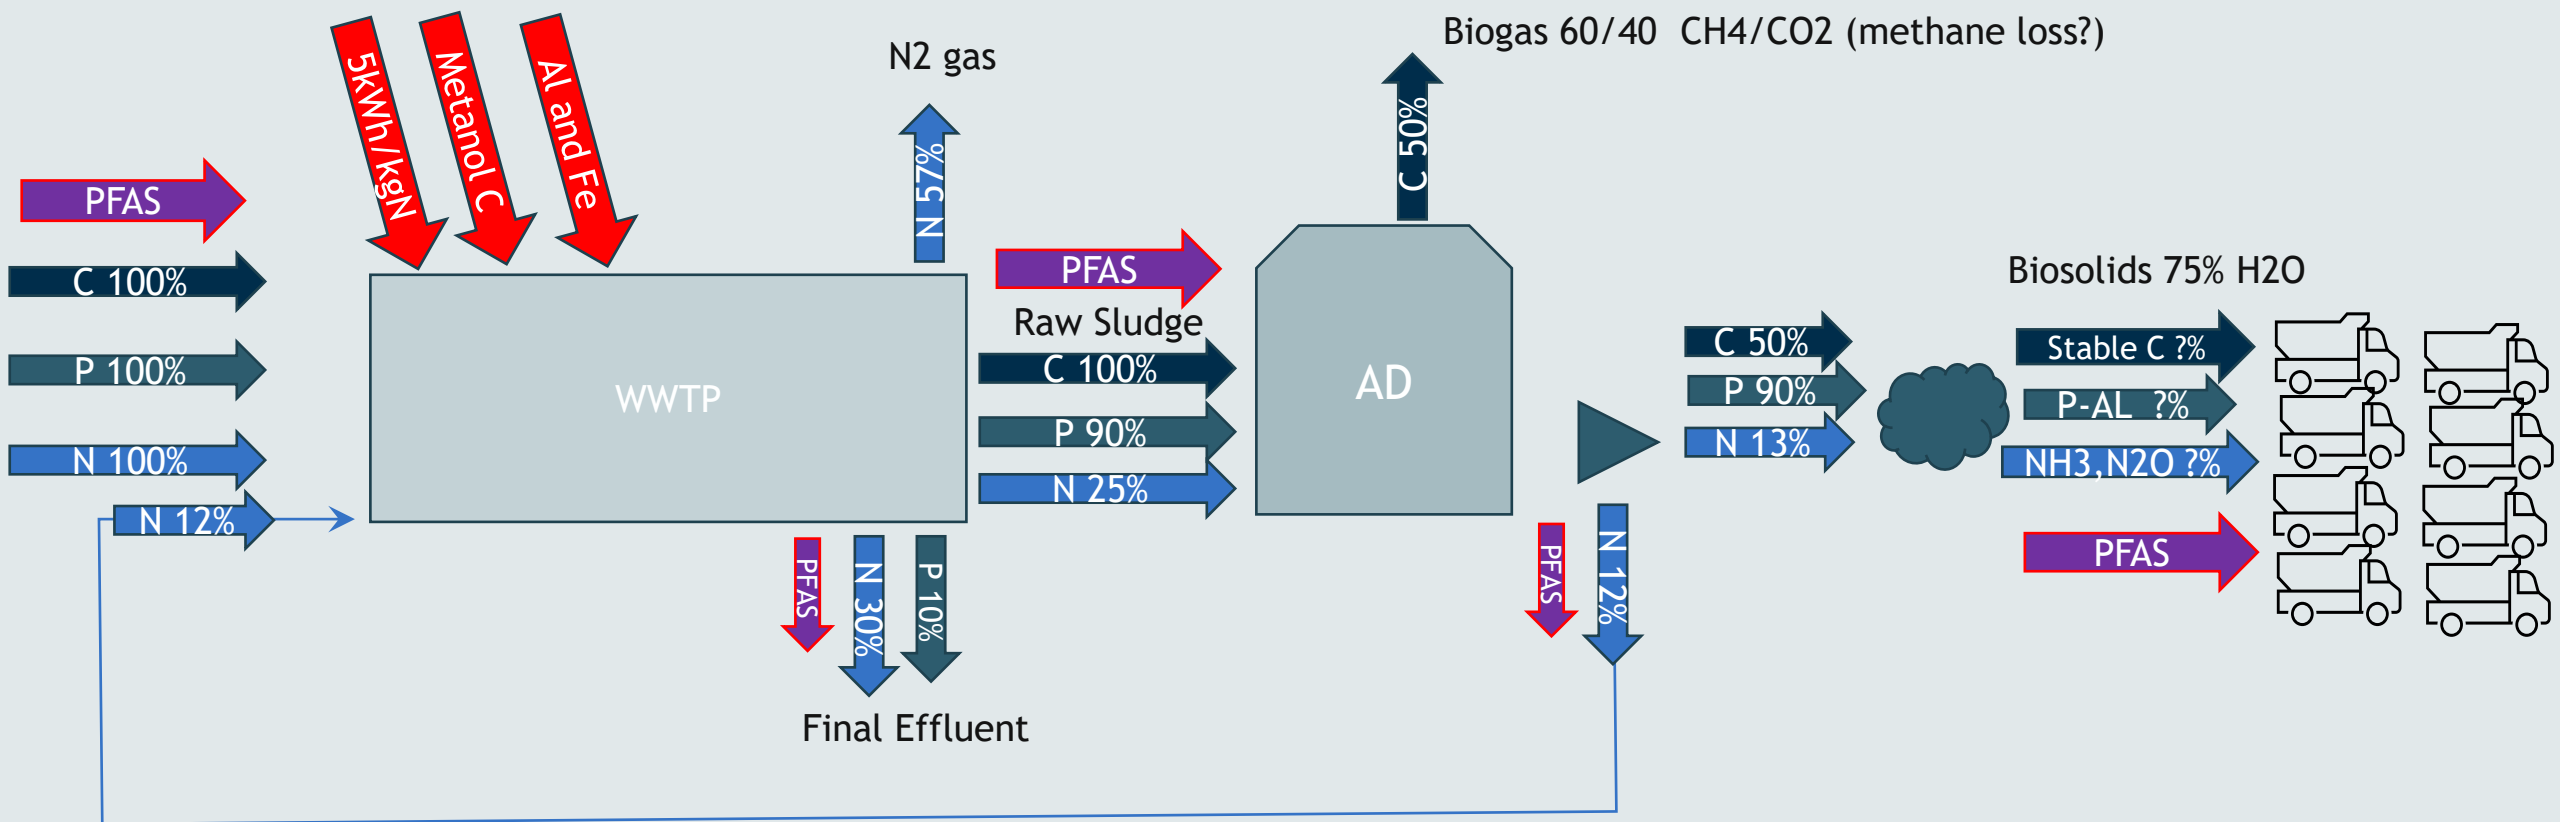 Biogas 60/40  CH4/CO2 (methane loss?)
N2 gas
5kWh/kgN
Metanol C
Al and Fe
N 57%
C 50%
PFAS
C 100%
P 100%
N 100%
N 12%
WWTP
PFAS
Raw Sludge
C 100%
P 90%
N 25%
AD
PFAS
N 30%
P 10%
Final Effluent
PFAS
N 12%
C 50%
P 90%
N 13%
Biosolids 75% H2O
Stable C ?%
P-AL  ?%
NH3,N2O ?%
PFAS